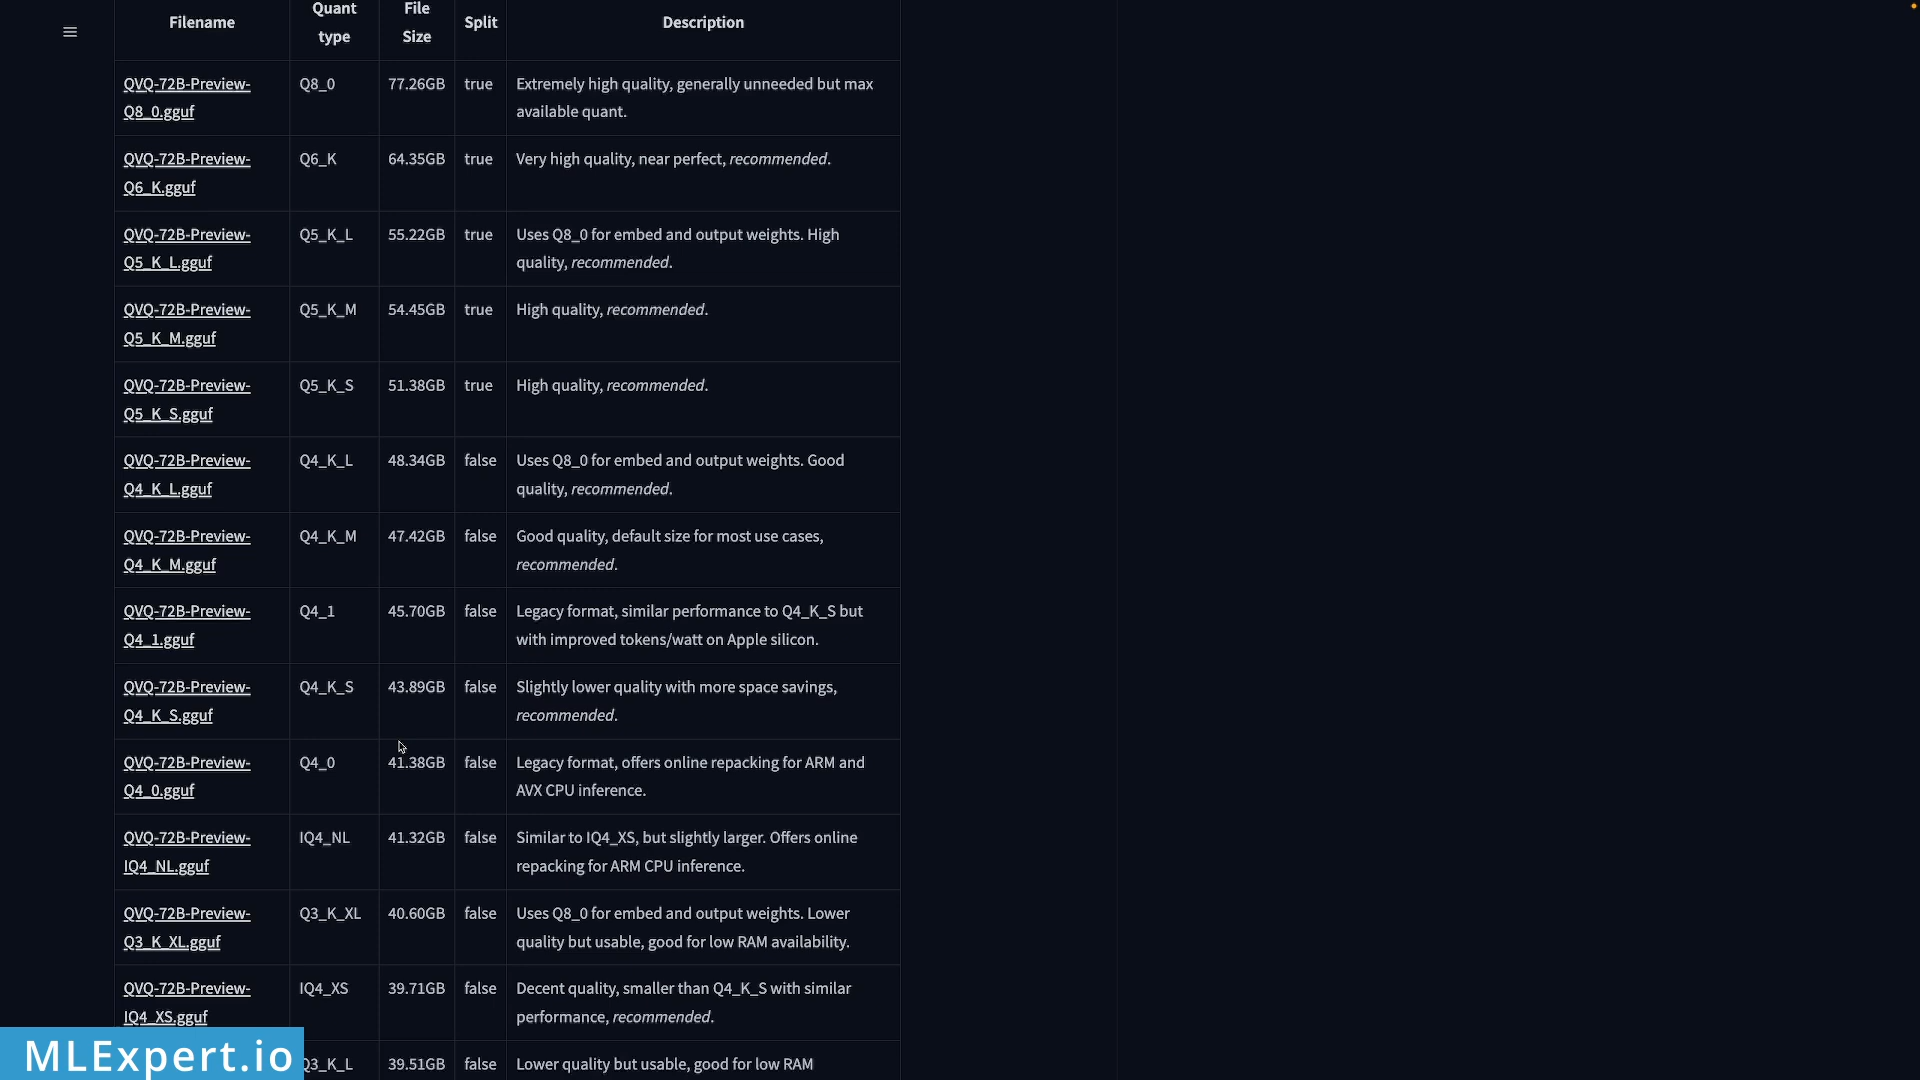 Filename Quant type File Size Split Description
QVQ-72B-Preview- Q8_0 77.26GB true Extremely high quality, generally unneeded but max
Q8_0.gguf available quant.
QVQ-72B-Preview- Q6_K 64.35GB true Very high quality, near perfect, recommended.
Q6_K.gguf
QVQ-72B-Preview- Q5_K_L 55.22GB true Uses Q8_0 for embed and output weights. High
Q5_K_L.gguf quality, recommended.
QVQ-72B-Preview- Q5_K_M 54.45GB true High quality, recommended.
Q5_K_M.gguf
QVQ-72B-Preview- Q5_K_S 51.38GB true High quality, recommended.
Q5_K_S.gguf
QVQ-72B-Preview- Q4_K_L 48.34GB false Uses Q8_0 for embed and output weights. Good
Q4_K_L.gguf quality, recommended.
QVQ-72B-Preview- Q4_K_M 47.42GB false Good quality, default size for most use cases,
Q4_K_M.gguf recommended.
QVQ-72B-Preview- Q4_1 45.70GB false Legacy format, similar performance to Q4_K_S but
Q4_1.gguf with improved tokens/watt on Apple silicon.
QVQ-72B-Preview- Q4_K_S 43.89GB false Slightly lower quality with more space savings,
Q4_K_S.gguf recommended.
QVQ-72B-Preview- Q4_0 41.38GB false Legacy format, offers online repacking for ARM and
Q4_0.gguf AVX CPU inference.
QVQ-72B-Preview- IQ4_NL 41.32GB false Similar to IQ4_XS, but slightly larger. Offers online
IQ4_NL.gguf repacking for ARM CPU inference.
QVQ-72B-Preview- Q3_K_XL 40.60GB false Uses Q8_0 for embed and output weights. Lower
Q3_K_XL.gguf quality but usable, good for low RAM availability.
QVQ-72B-Preview- IQ4_XS 39.71GB false Decent quality, smaller than Q4_K_S with similar
IQ4_XS.gguf performance, recommended.
Q3_K_L 39.51GB false Lower quality but usable, good for low RAM
MLExpert.io